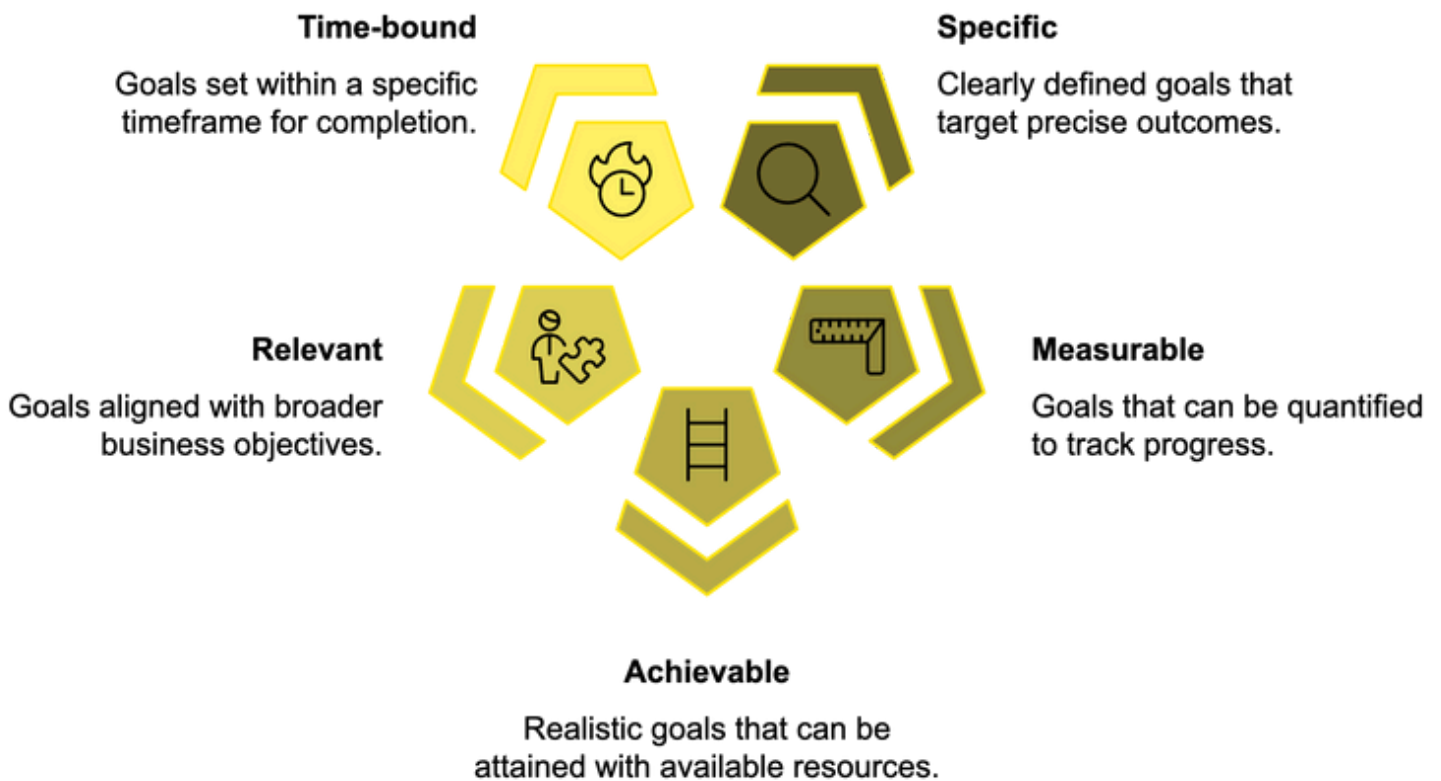 Time-bound
Goals set within a specific
timeframe for completion.
Specific
Clearly defined goals that
target precise outcomes.
Relevant
Goals aligned with broader
business objectives.
Measurable
Goals that can be quantified
to track progress.
Achievable
Realistic goals that can be
attained with available resources.